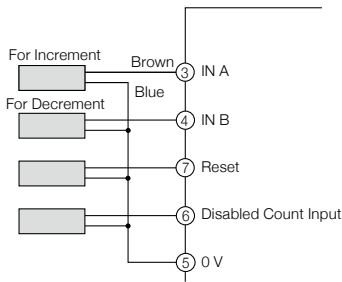 For Increment
Brown
3 IN A
Blue
For Decrement
4 IN B
7 Reset
6 Disabled Count Input
5 0 V